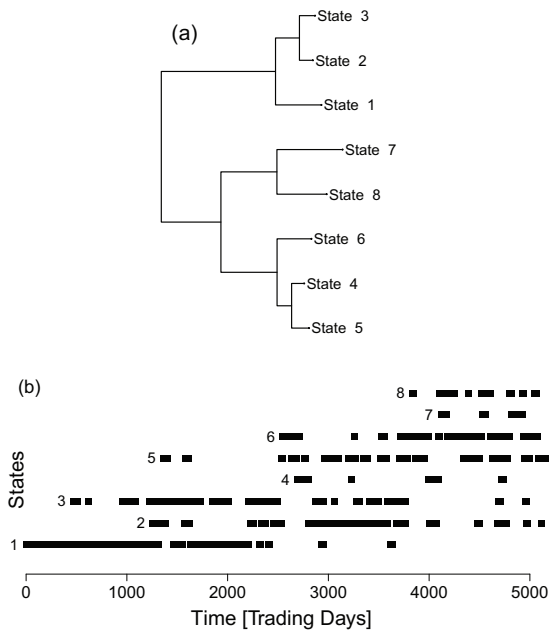 (a)
State 3
State 2
State 1
State 7
State 8
State 6
State 4
State 5
(b)
States
8
7
6
5
4
3
2
1
0 1000 2000 3000 4000 5000
Time [Trading Days]